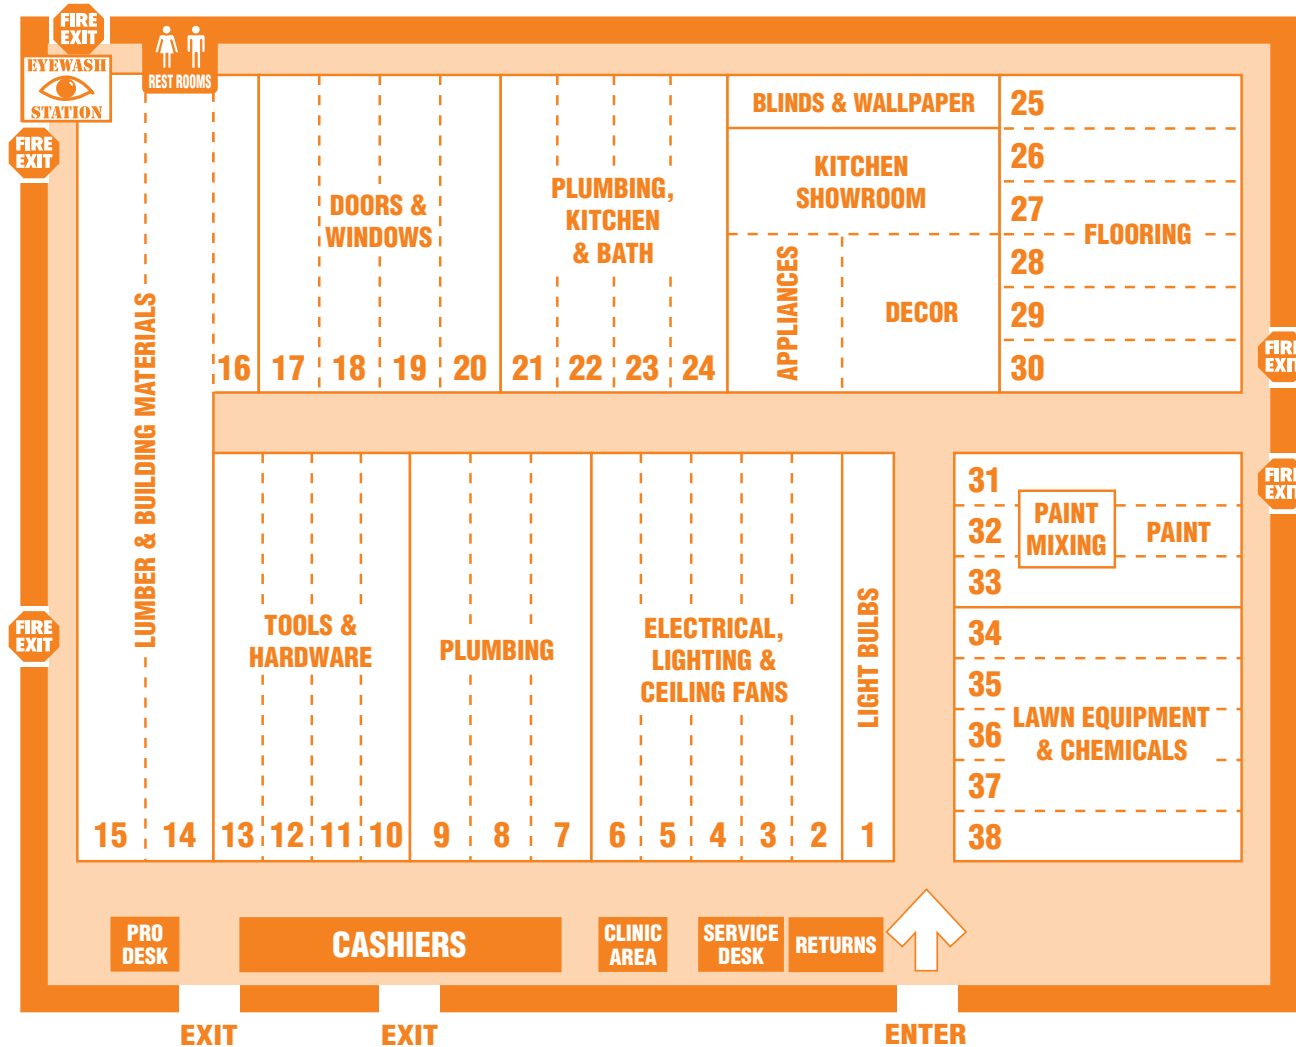 FIRE
EXIT
EYEWASH
STATION
REST ROOMS
FIRE
EXIT
BLINDS & WALLPAPER
25
KITCHEN
SHOWROOM
26
DOORS &
WINDOWS
PLUMBING,
KITCHEN
& BATH
27
FLOORING
28
APPLIANCES
DECOR
29
LUMBER & BUILDING MATERIALS
16
17
18
19
20
21
22
23
24
30
FIRE
EXIT
31
FIRE
EXIT
PAINT
MIXING
32
PAINT
33
FIRE
EXIT
TOOLS &
HARDWARE
PLUMBING
ELECTRICAL,
LIGHTING &
CEILING FANS
LIGHT BULBS
34
35
LAWN EQUIPMENT
& CHEMICALS
36
37
15
14
13
12
11
10
9
8
7
6
5
4
3
2
1
38
PRO
DESK
CASHIERS
CLINIC
AREA
SERVICE
DESK
RETURNS
EXIT
EXIT
ENTER